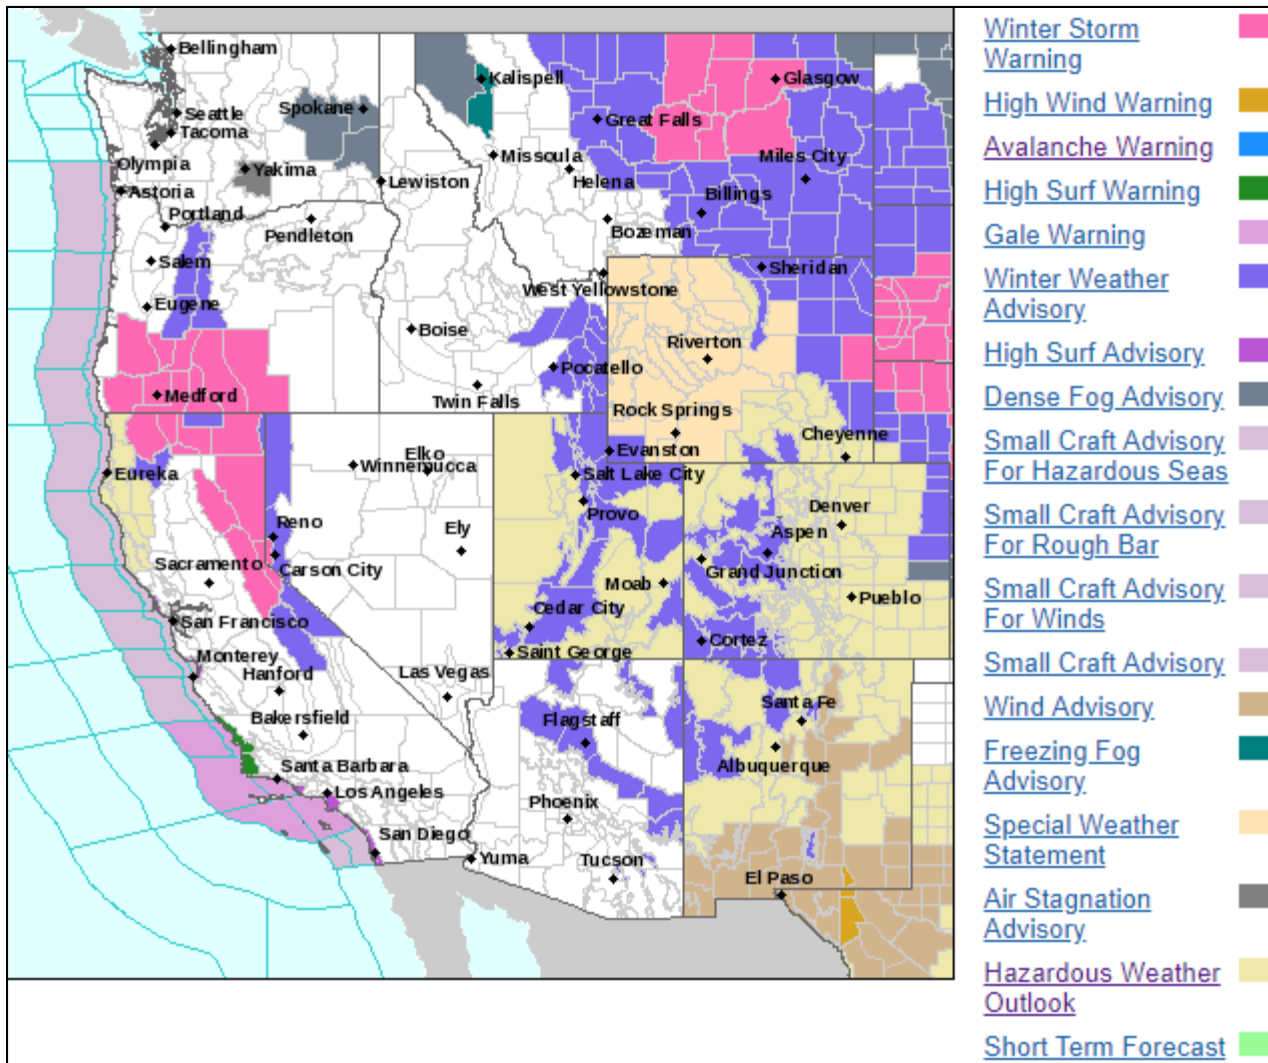 Bellingham
Seattle
Tacoma
Olympia
Astoria
Portland
Salem
Eugene
Medford
Spokane
Yakima
Lewiston
Pendleton
Kalispell
Missoula
Great Falls
Helena
Glasgow
Miles City
Billings
Bozeman
West Yellowstone
Sheridan
Boise
Twin Falls
Pocatello
Riverton
Rock Springs
Evanston
Cheyenne
Eureka
Winnemucca
Elko
Reno
Carson City
Ely
Salt Lake City
Provo
Moab
Cedar City
Saint George
Denver
Aspen
Grand Junction
Pueblo
Cortez
Sacramento
San Francisco
Monterey
Hanford
Bakersfield
Las Vegas
Santa Barbara
Los Angeles
San Diego
Yuma
Flagstaff
Phoenix
Tucson
Santa Fe
Albuquerque
El Paso
Winter Storm
Warning
High Wind Warning
Avalanche Warning
High Surf Warning
Gale Warning
Winter Weather
Advisory
High Surf Advisory
Dense Fog Advisory
Small Craft Advisory
For Hazardous Seas
Small Craft Advisory
For Rough Bar
Small Craft Advisory
For Winds
Small Craft Advisory
Wind Advisory
Freezing Fog
Advisory
Special Weather
Statement
Air Stagnation
Advisory
Hazardous Weather
Outlook
Short Term Forecast